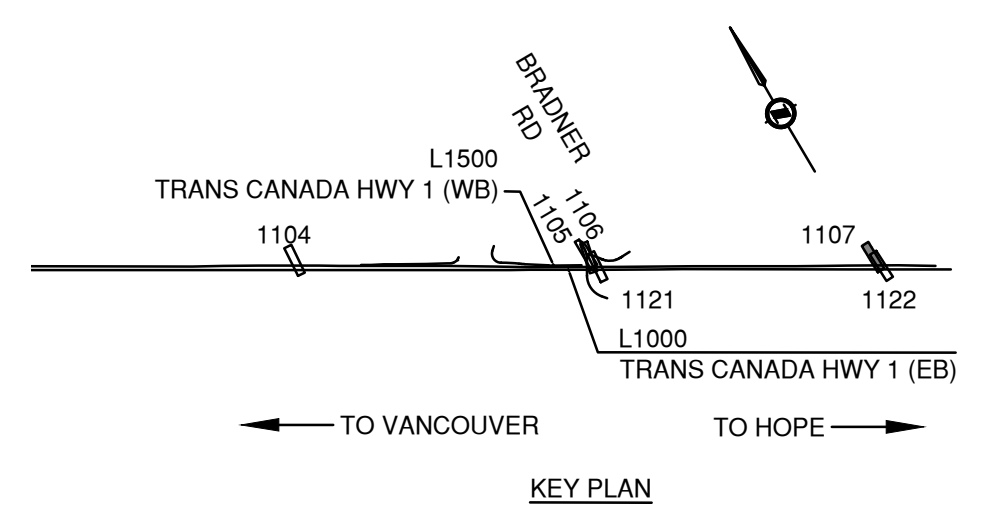 BRADNER
RD
L1500
TRANS CANADA HWY 1 (WB)
1105
1106
1104
1107
1121
1122
L1000
TRANS CANADA HWY 1 (EB)
TO VANCOUVER
TO HOPE
KEY PLAN